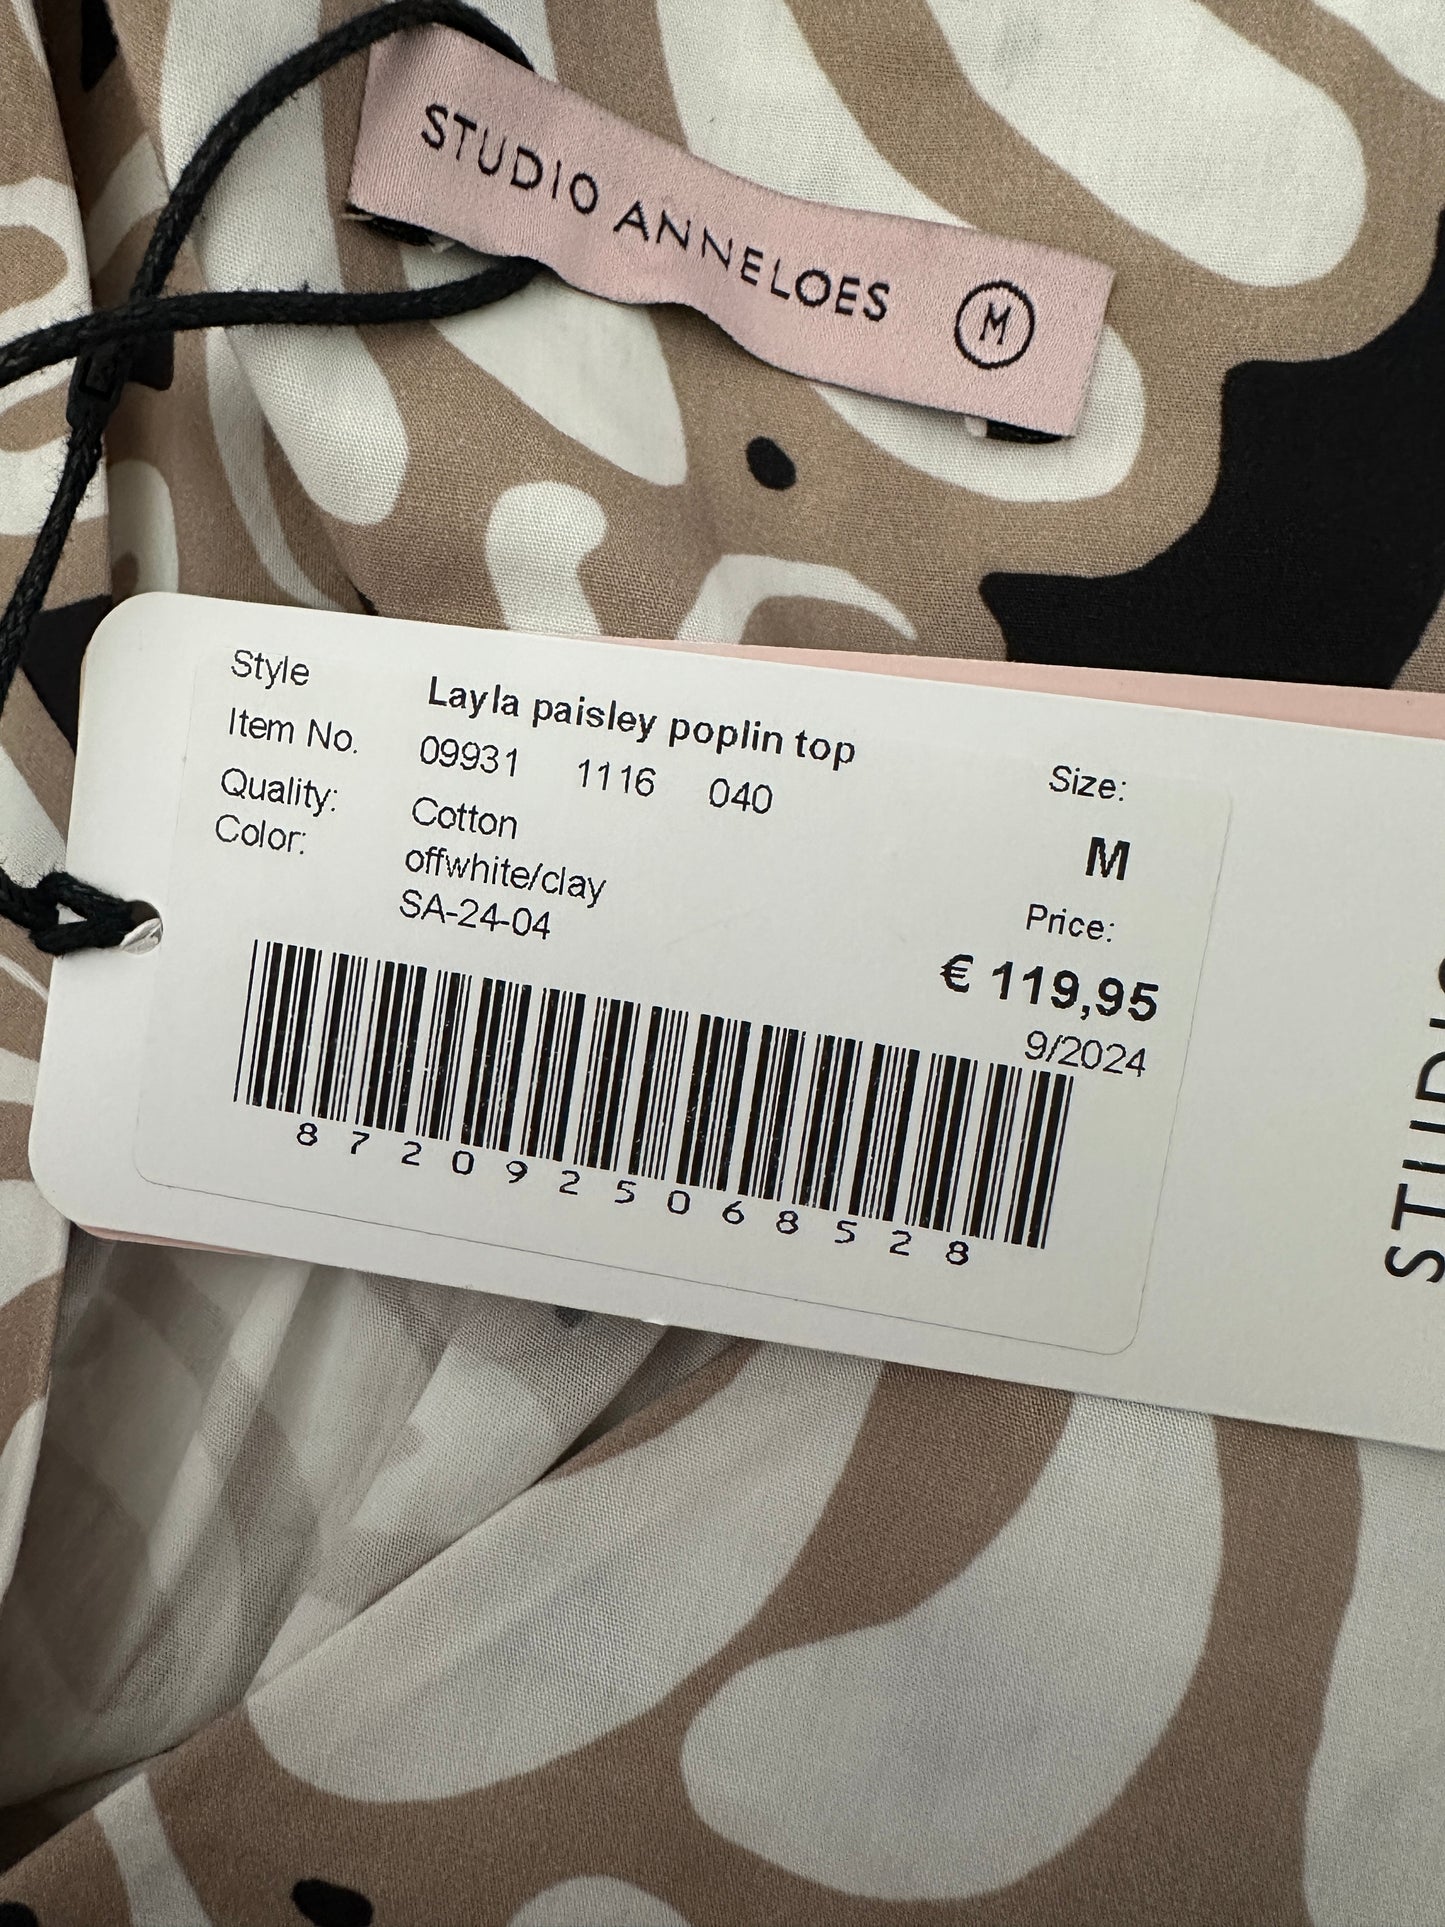 STUDIO ANNELOES M
Style Layla paisley poplin top
Item No. 09931 1116 040
Quality: Cotton
Color: offwhite/clay
SA-24-04
Size:
M
Price:
€ 119,95
9/2024
8720925068528
STUDIO